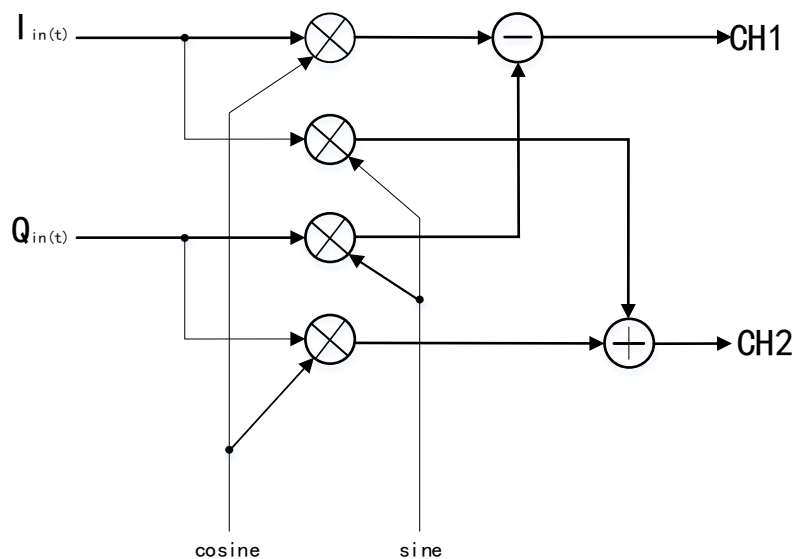 I in(t)
CH1
Q in(t)
CH2
cosine
sine